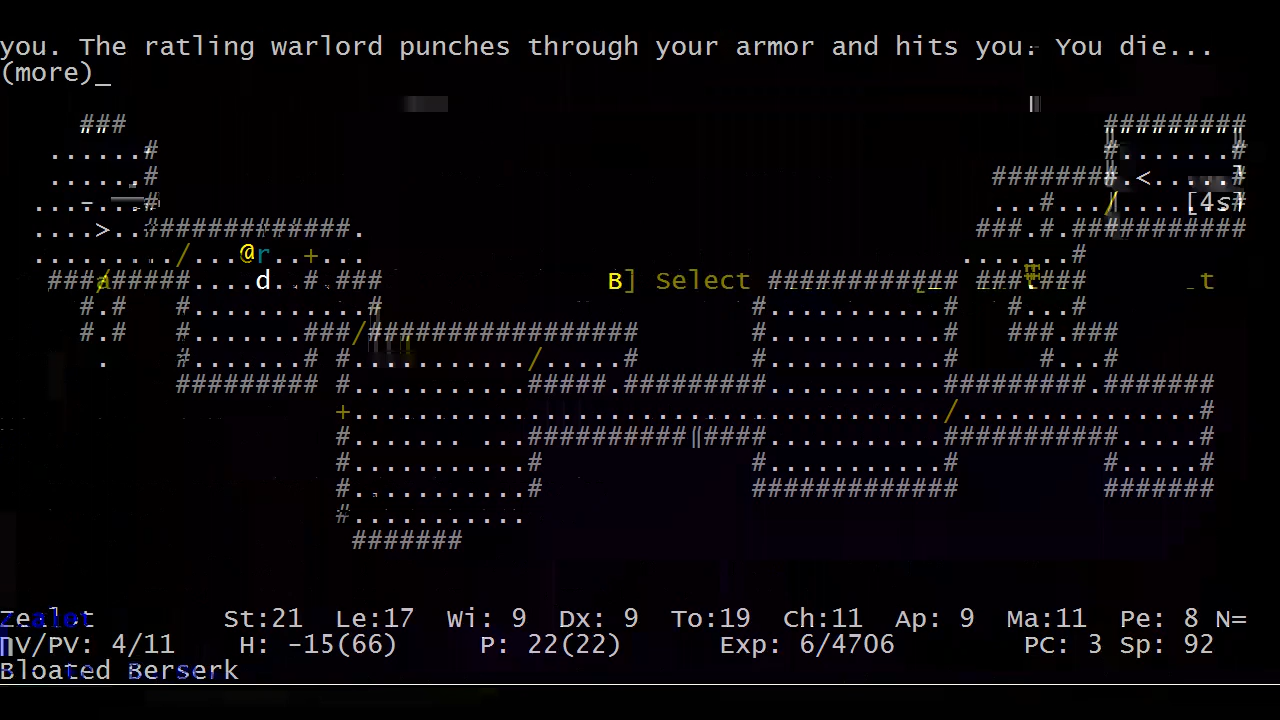 you. The ratling warlord punches through your armor and hits you. You die...
(more)_
[4s]
B] Select
Zealot St:21 Le:17 Wi: 9 Dx: 9 To:19 Ch:11 Ap: 9 Ma:11 Pe: 8 N=
DV/PV: 4/11 H: -15(66) P: 22(22) Exp: 6/4706 PC: 3 Sp: 92
Bloated Berserk